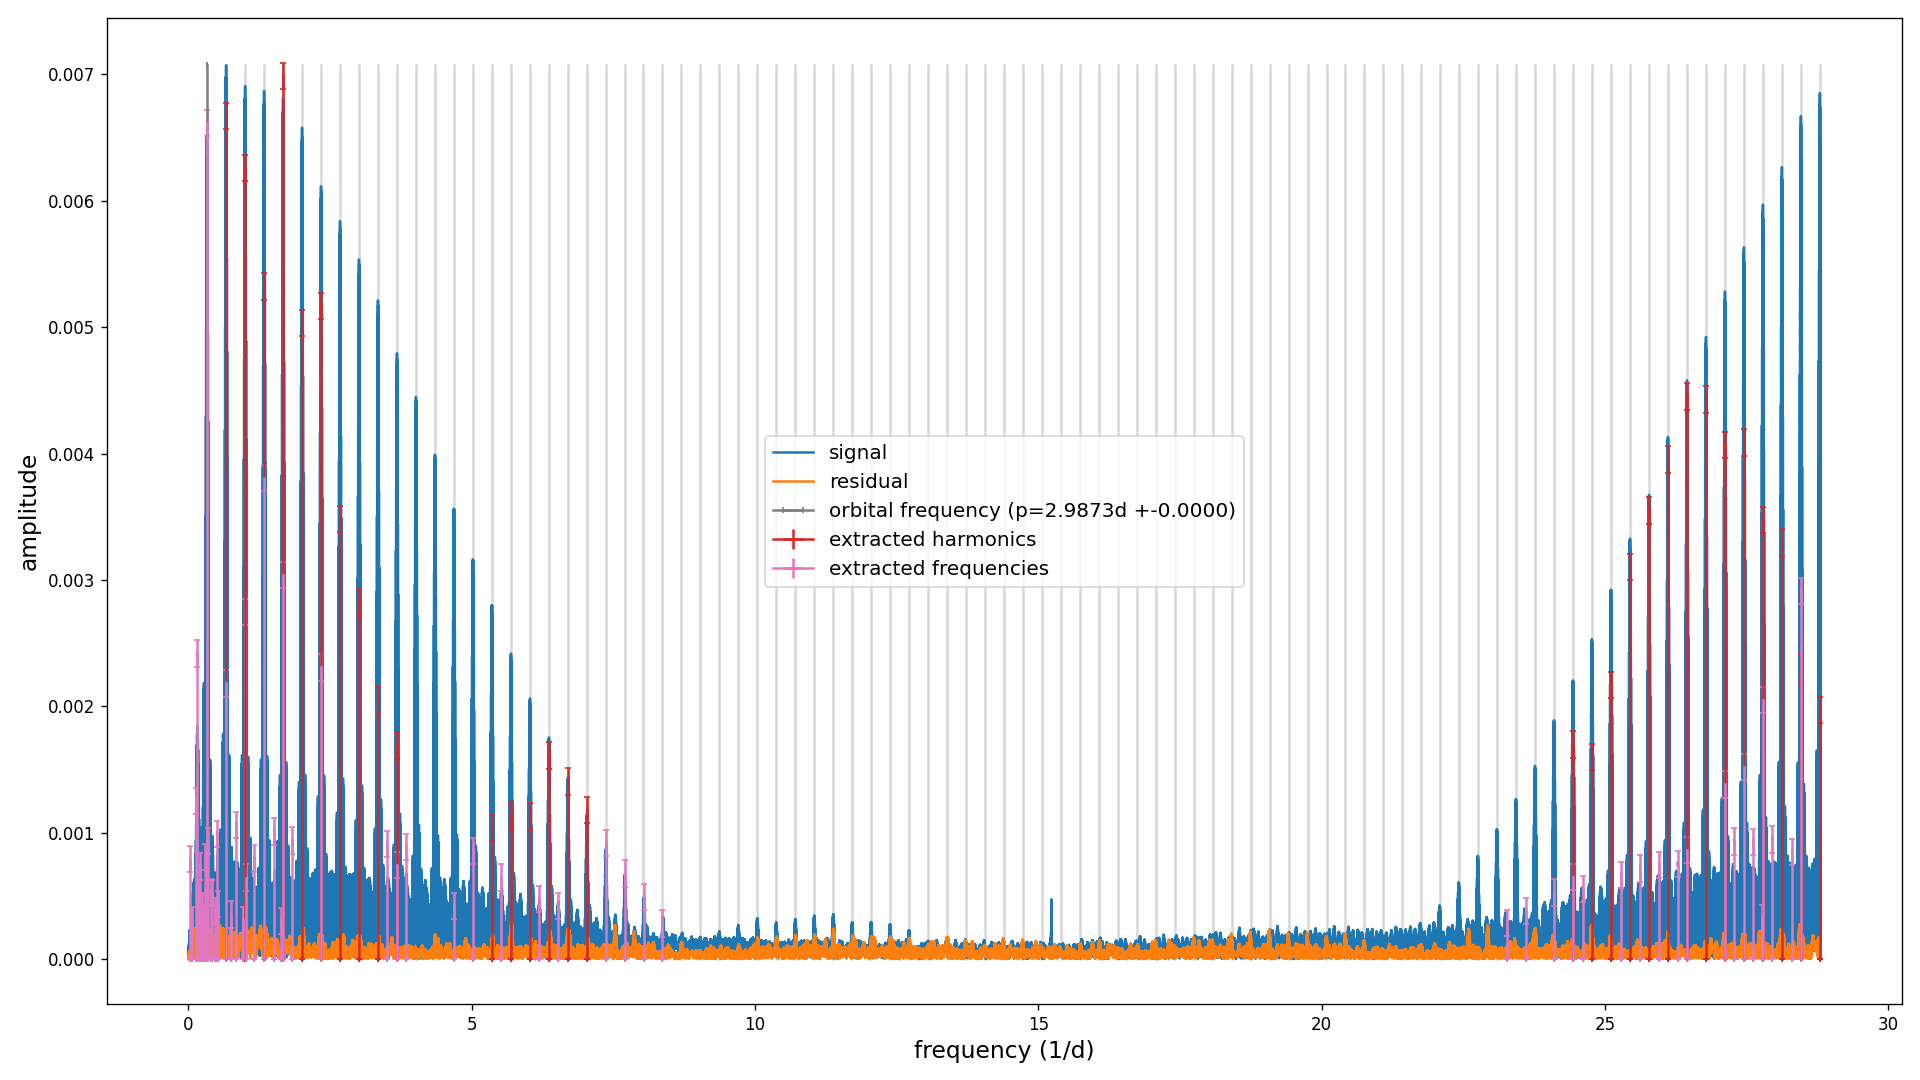 0.007
0.006
0.005
0.004
0.003
0.002
0.001
0.000
amplitude
signal
residual
orbital frequency (p=2.9873d +-0.0000)
extracted harmonics
extracted frequencies
0 5 10 15 20 25 30
frequency (1/d)